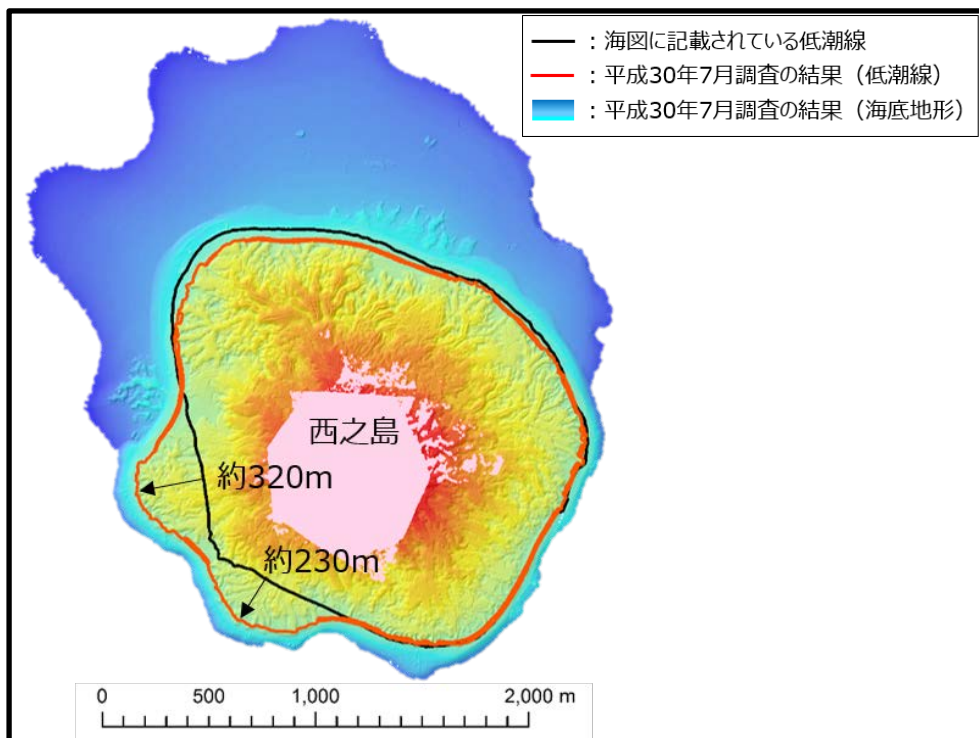 ：海図に記載されている低潮線
：平成30年7月調査の結果（低潮線）
：平成30年7月調査の結果（海底地形）
西之島
約320m
約230m
0 500 1,000 2,000 m